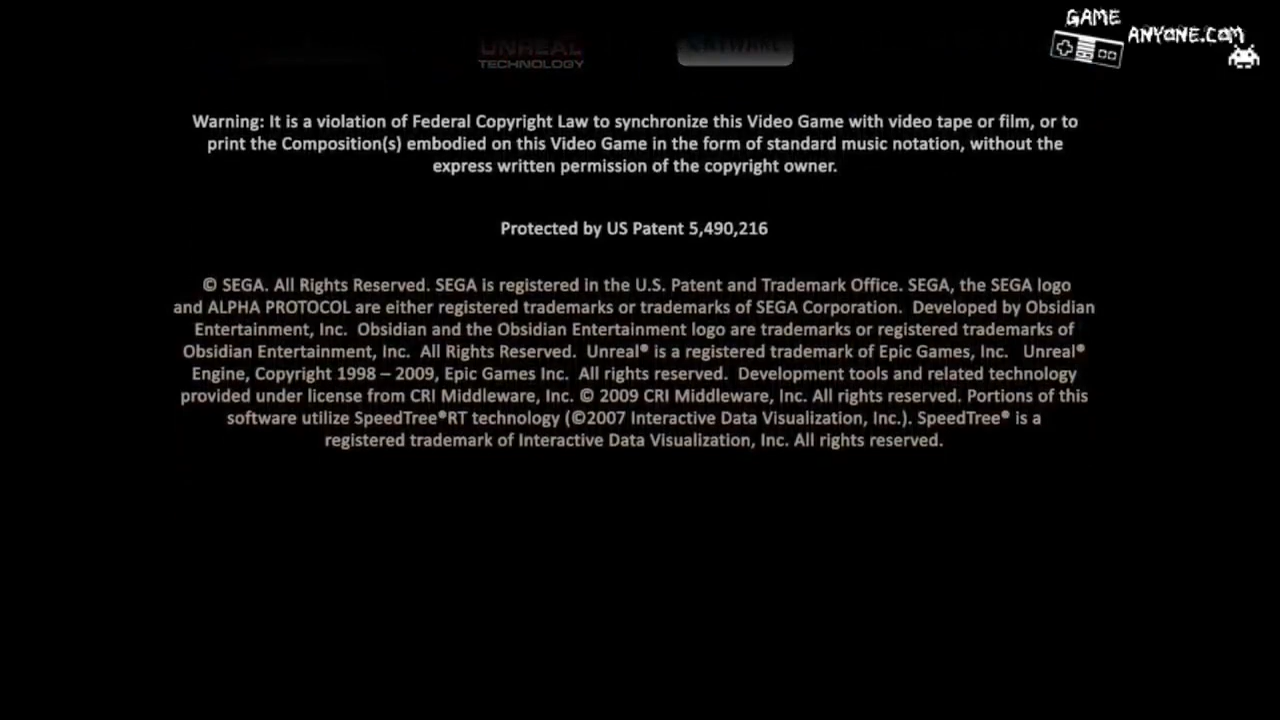 GAME
ANYONE.COM
UNREAL
TECHNOLOGY
Warning: It is a violation of Federal Copyright Law to synchronize this Video Game with video tape or film, or to
print the Composition(s) embodied on this Video Game in the form of standard music notation, without the
express written permission of the copyright owner.
Protected by US Patent 5,490,216
© SEGA. All Rights Reserved. SEGA is registered in the U.S. Patent and Trademark Office. SEGA, the SEGA logo
and ALPHA PROTOCOL are either registered trademarks or trademarks of SEGA Corporation. Developed by Obsidian
Entertainment, Inc. Obsidian and the Obsidian Entertainment logo are trademarks or registered trademarks of
Obsidian Entertainment, Inc. All Rights Reserved. Unreal® is a registered trademark of Epic Games, Inc. Unreal®
Engine, Copyright 1998 – 2009, Epic Games Inc. All rights reserved. Development tools and related technology
provided under license from CRI Middleware, Inc. © 2009 CRI Middleware, Inc. All rights reserved. Portions of this
software utilize SpeedTree®RT technology (©2007 Interactive Data Visualization, Inc.). SpeedTree® is a
registered trademark of Interactive Data Visualization, Inc. All rights reserved.